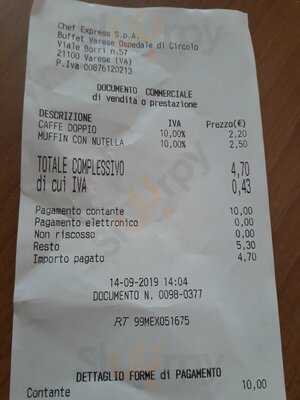 Chef Express S.p.A.
Buffet Varese Ospedale di Circolo
Viale Borri n.57
21100 Varese (VA)
P.Iva 00876120213
DOCUMENTO COMMERCIALE
di vendita o prestazione
DESCRIZIONE IVA Prezzo(€)
CAFFE DOPPIO 10,00% 2,20
MUFFIN CON NUTELLA 10,00% 2,50
TOTALE COMPLESSIVO 4,70
di cui IVA 0,43
Pagamento contante 10,00
Pagamento elettronico 0,00
Non riscosso 0,00
Resto 5,30
Importo pagato 4,70
14-09-2019 14:04
DOCUMENTO N. 0098-0377
RT 99MEX051675
DETTAGLIO FORME di PAGAMENTO
Contante 10,00